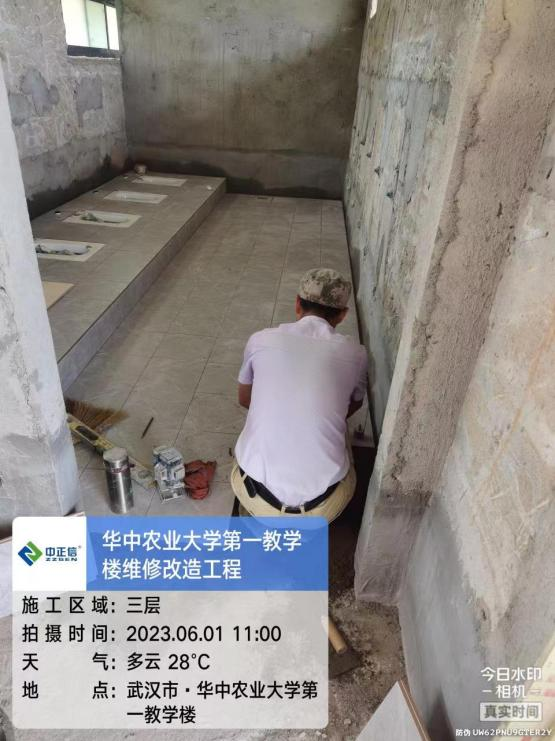 中正信®
ZZSEN
华中农业大学第一教学
楼维修改造工程
施工区域：三层
拍摄时间：2023.06.01 11:00
天气：多云 28℃
地点：武汉市·华中农业大学第
一教学楼
今日水印
-相机-
真实时间
防伪 UW62PNU9GTER2Y